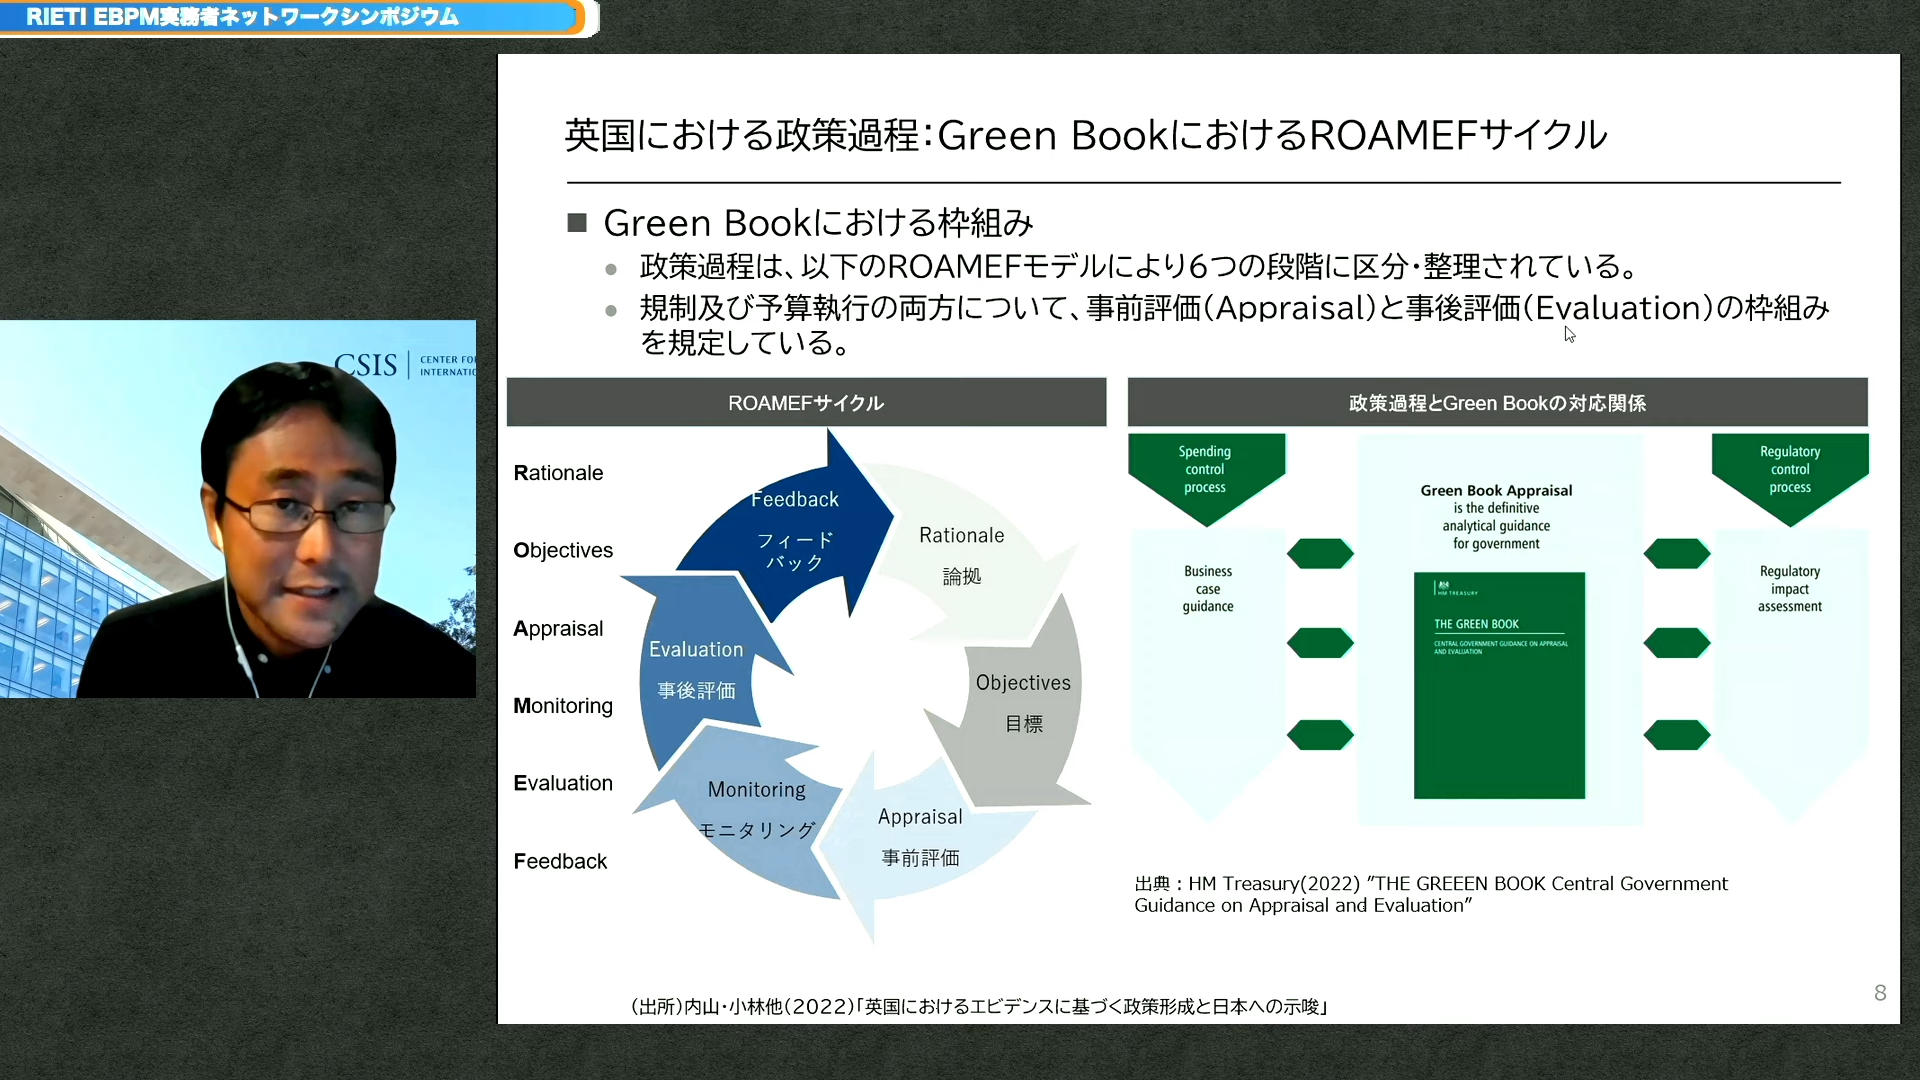 RIETI EBPM実務者ネットワークシンポジウム
英国における政策過程：Green BookにおけるROAMEFサイクル
Green Bookにおける枠組み
政策過程は、以下のROAMEFモデルにより6つの段階に区分・整理されている。
規制及び予算執行の両方について、事前評価（Appraisal）と事後評価（Evaluation）の枠組み
を規定している。
CSIS
CENTER FO
INTERNATIO
ROAMEFサイクル
Rationale
Objectives
Appraisal
Monitoring
Evaluation
Feedback
Feedback
フィード
バック
Rationale
論拠
Objectives
目標
Appraisal
事前評価
Monitoring
モニタリング
Evaluation
事後評価
政策過程とGreen Bookの対応関係
Spending
control
process
Business
case
guidance
Green Book Appraisal
is the definitive
analytical guidance
for government
HM TREASURY
THE GREEN BOOK
CENTRAL GOVERNMENT GUIDANCE ON APPRAISAL
AND EVALUATION
Regulatory
control
process
Regulatory
impact
assessment
出典：HM Treasury(2022) ”THE GREEEN BOOK Central Government
Guidance on Appraisal and Evaluation”
（出所）内山・小林他（2022）「英国におけるエビデンスに基づく政策形成と日本への示唆」
8